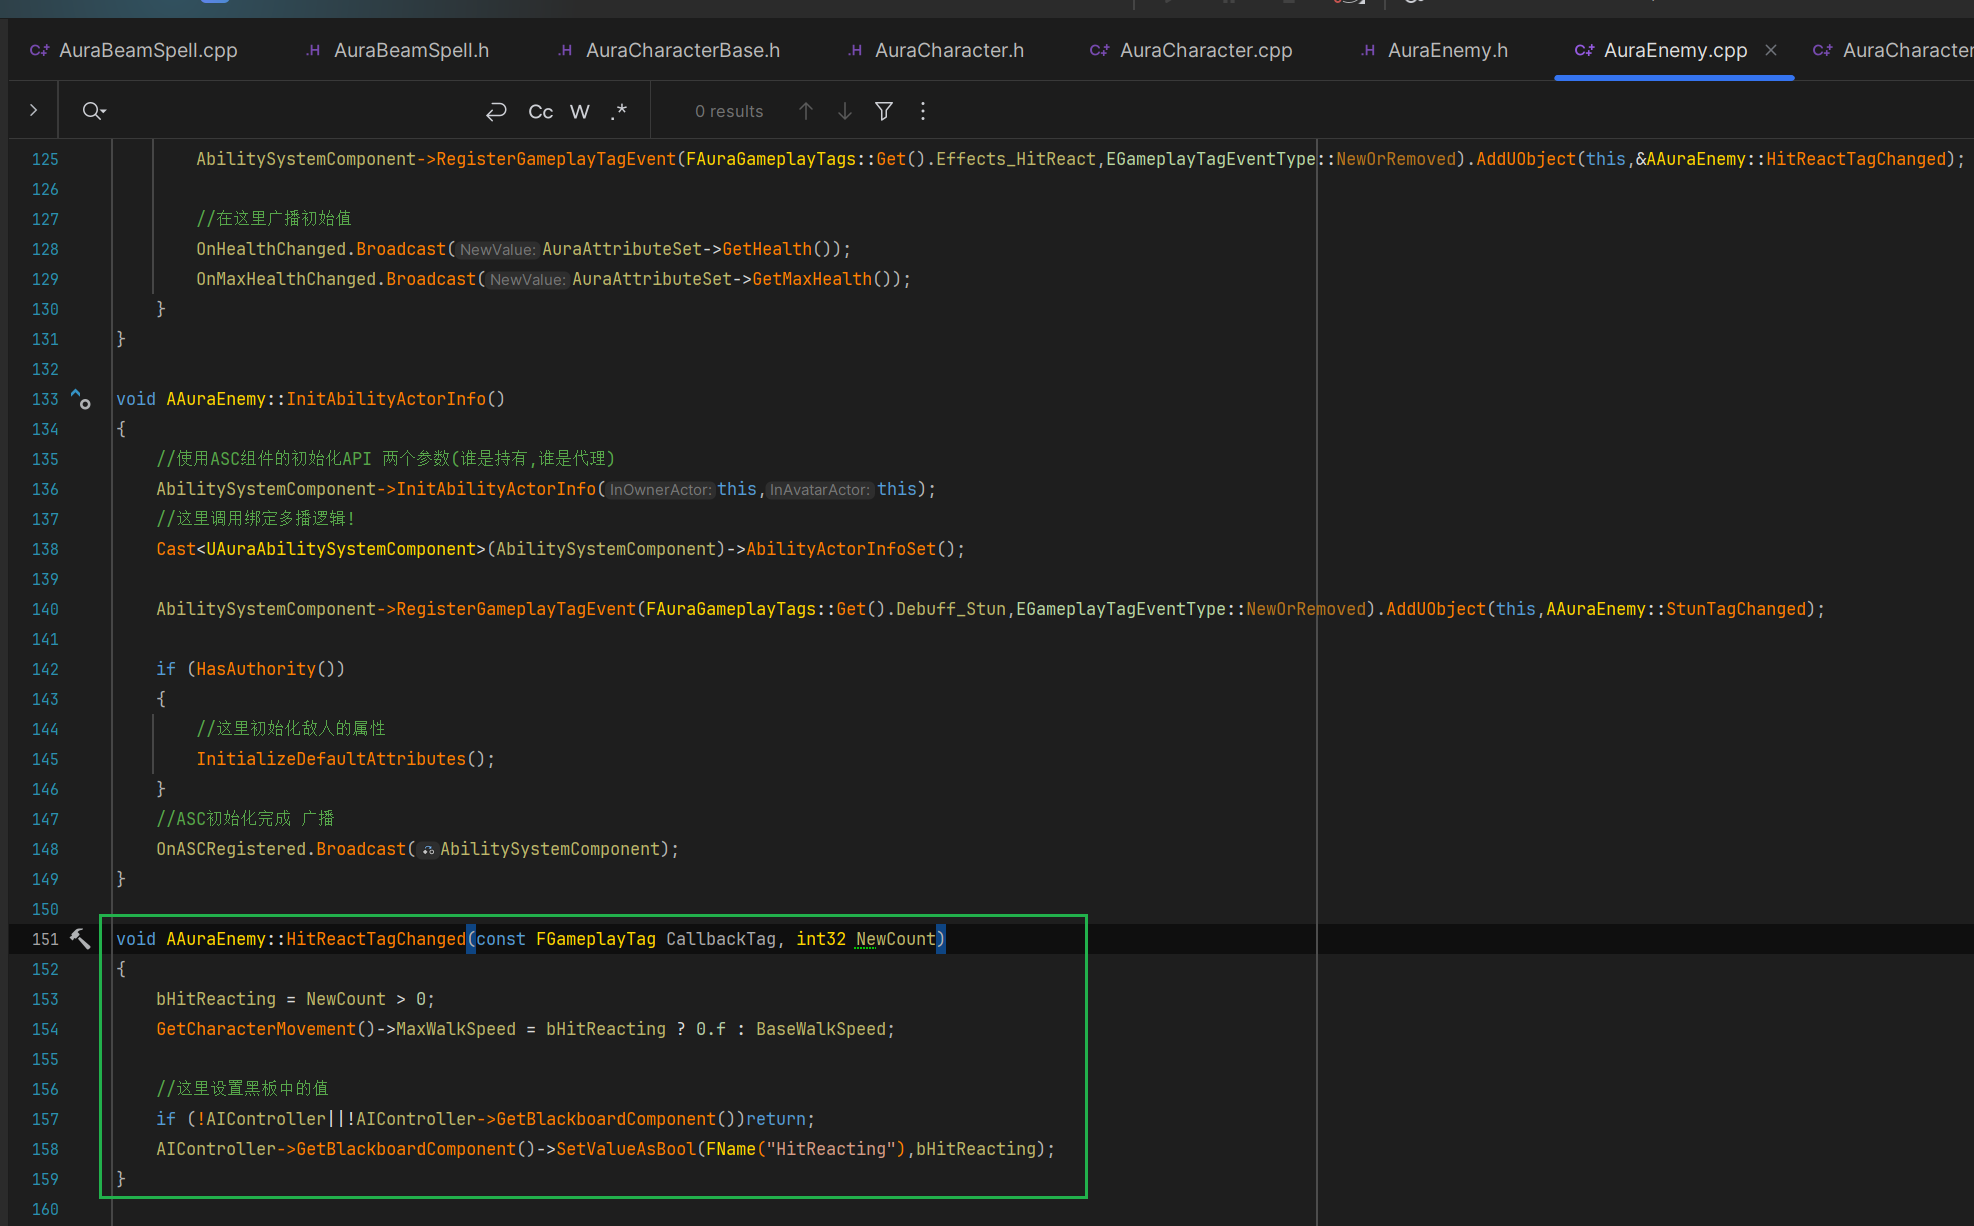 AuraBeamSpell.cpp .H AuraBeamSpell.h .H AuraCharacterBase.h .H AuraCharacter.h AuraCharacter.cpp .H AuraEnemy.h AuraEnemy.cpp AuraCharacter
Cc W .* 0 results
125 AbilitySystemComponent->RegisterGameplayTagEvent(FAuraGameplayTags::Get().Effects_HitReact,EGameplayTagEventType::NewOrRemoved).AddUObject(this,&AAuraEnemy::HitReactTagChanged);
126
127 //在这里广播初始值
128 OnHealthChanged.Broadcast(NewValue:AuraAttributeSet->GetHealth());
129 OnMaxHealthChanged.Broadcast(NewValue:AuraAttributeSet->GetMaxHealth());
130 }
131 }
132
133 void AAuraEnemy::InitAbilityActorInfo()
134 {
135 //使用ASC组件的初始化API 两个参数(谁是持有,谁是代理)
136 AbilitySystemComponent->InitAbilityActorInfo(InOwnerActor:this,InAvatarActor:this);
137 //这里调用绑定多播逻辑!
138 Cast<UAuraAbilitySystemComponent>(AbilitySystemComponent)->AbilityActorInfoSet();
139
140 AbilitySystemComponent->RegisterGameplayTagEvent(FAuraGameplayTags::Get().Debuff_Stun,EGameplayTagEventType::NewOrRemoved).AddUObject(this,AAuraEnemy::StunTagChanged);
141
142 if (HasAuthority())
143 {
144 //这里初始化敌人的属性
145 InitializeDefaultAttributes();
146 }
147 //ASC初始化完成 广播
148 OnASCRegistered.Broadcast(AbilitySystemComponent);
149 }
150
151 void AAuraEnemy::HitReactTagChanged(const FGameplayTag CallbackTag, int32 NewCount)
152 {
153 bHitReacting = NewCount > 0;
154 GetCharacterMovement()->MaxWalkSpeed = bHitReacting ? 0.f : BaseWalkSpeed;
155
156 //这里设置黑板中的值
157 if (!AIController||!AIController->GetBlackboardComponent())return;
158 AIController->GetBlackboardComponent()->SetValueAsBool(FName("HitReacting"),bHitReacting);
159 }
160